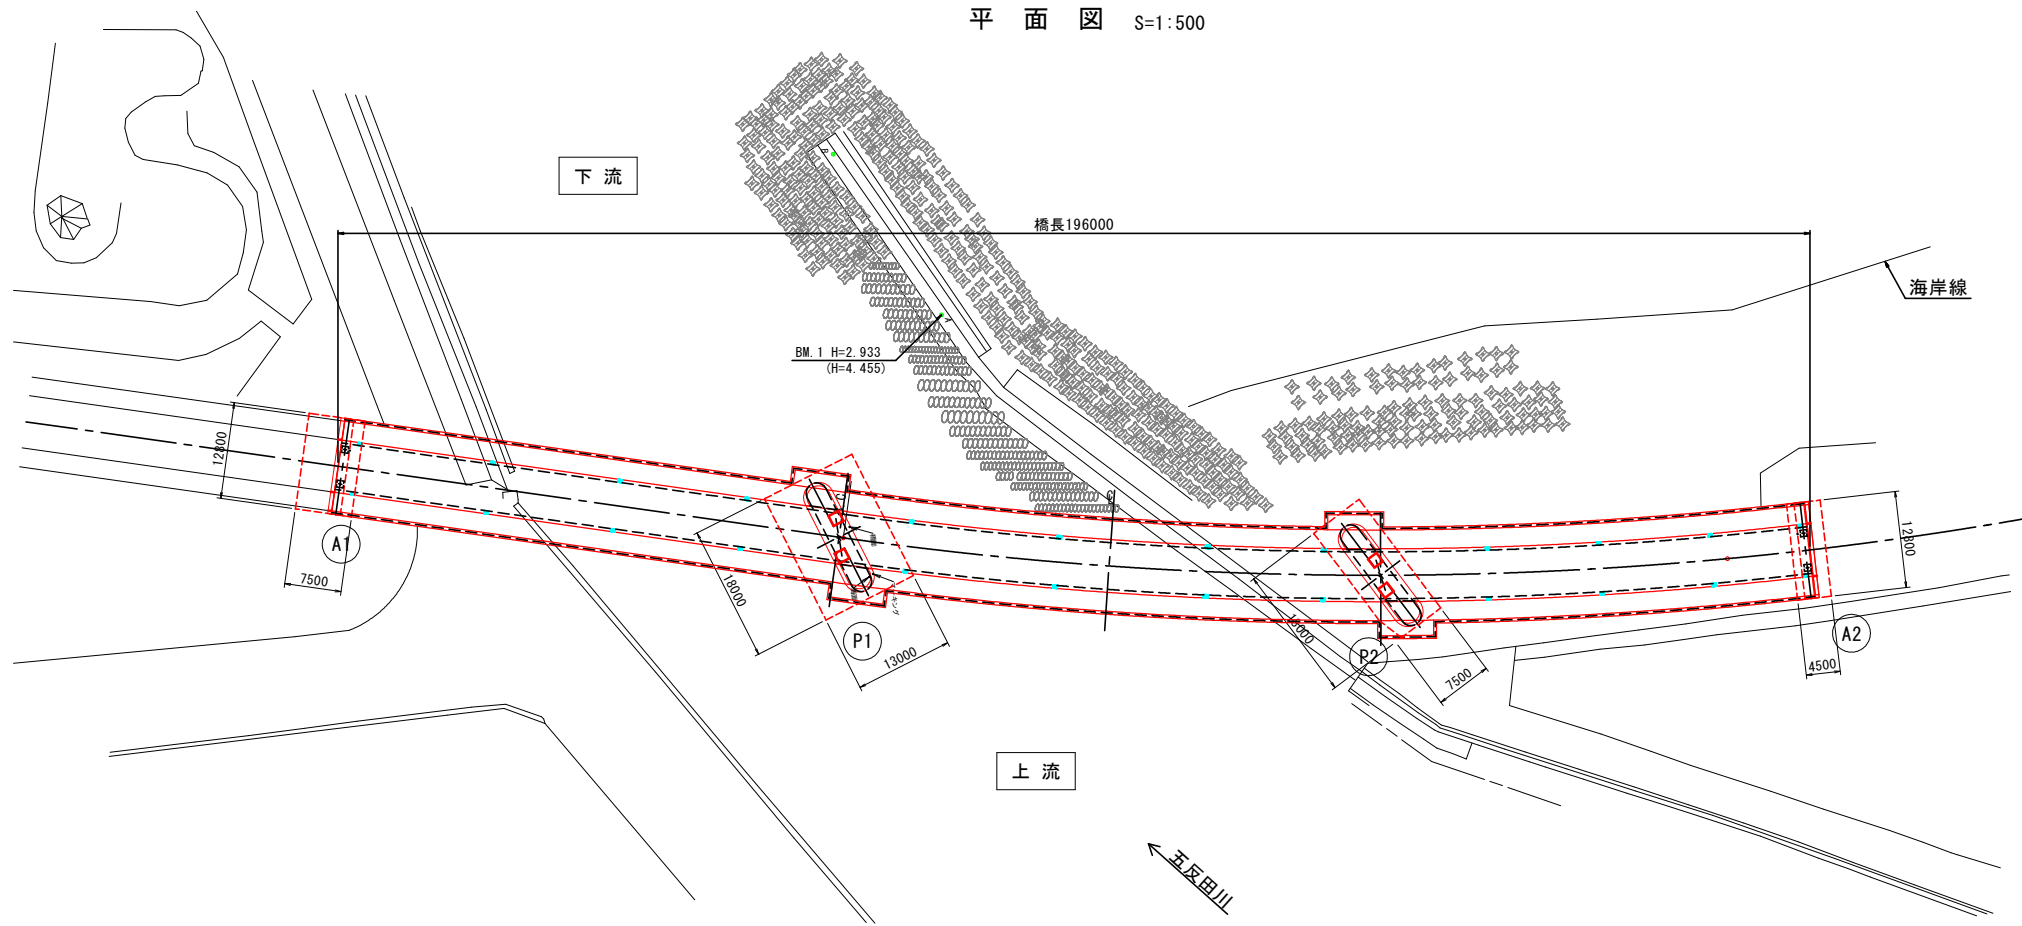 平 面 図 S=1:500
下 流
橋長196000
海岸線
BM.1 H=2.933
(H=4.455)
B
A
12800
A1
7500
18000
P1
13000
P2
7500
12800
A2
4500
上 流
五反田川